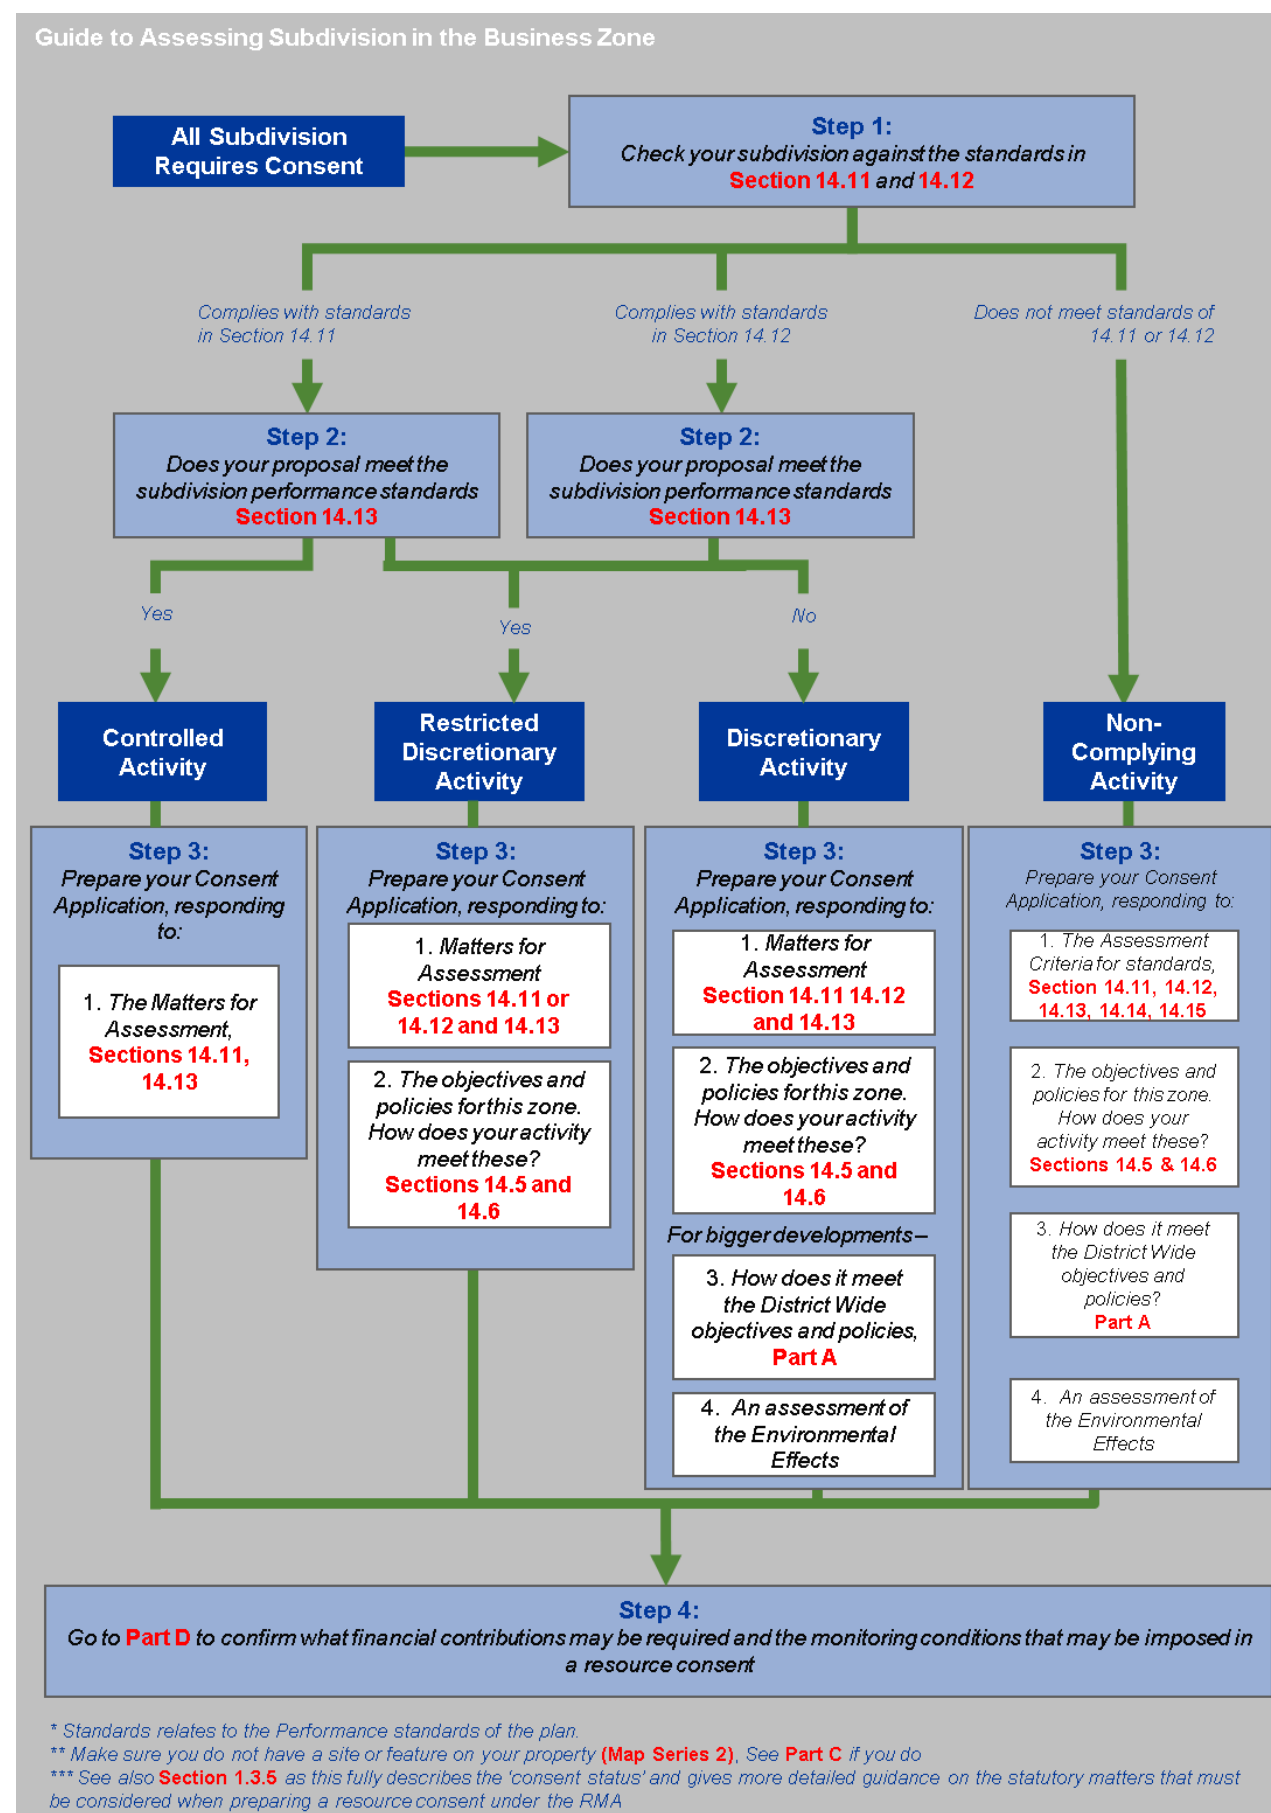 Guide to Assessing Subdivision in the Business Zone
All Subdivision
Requires Consent
Step 1:
Check your subdivision against the standards in
Section 14.11 and 14.12
Complies with standards
in Section 14.11
Complies with standards
in Section 14.12
Does not meet standards of
14.11 or 14.12
Step 2:
Does your proposal meet the
subdivision performance standards
Section 14.13
Step 2:
Does your proposal meet the
subdivision performance standards
Section 14.13
Yes
Yes
No
Controlled
Activity
Restricted
Discretionary
Activity
Discretionary
Activity
Non-
Complying
Activity
Step 3:
Prepare your Consent
Application, responding
to:
1. The Matters for
Assessment,
Sections 14.11,
14.13
Step 3:
Prepare your Consent
Application, responding to:
1. Matters for
Assessment
Sections 14.11 or
14.12 and 14.13
2. The objectives and
policies for this zone.
How does your activity
meet these?
Sections 14.5 and
14.6
Step 3:
Prepare your Consent
Application, responding to:
1. Matters for
Assessment
Section 14.11 14.12
and 14.13
2. The objectives and
policies for this zone.
How does your activity
meet these?
Sections 14.5 and
14.6
For bigger developments –
3. How does it meet
the District Wide
objectives and policies,
Part A
4. An assessment of
the Environmental
Effects
Step 3:
Prepare your Consent
Application, responding to:
1. The Assessment
Criteria for standards,
Section 14.11, 14.12,
14.13, 14.14, 14.15
2. The objectives and
policies for this zone.
How does your
activity meet these?
Sections 14.5 & 14.6
3. How does it meet
the District Wide
objectives and
policies?
Part A
4. An assessment of
the Environmental
Effects
Step 4:
Go to Part D to confirm what financial contributions may be required and the monitoring conditions that may be imposed in
a resource consent
* Standards relates to the Performance standards of the plan.
** Make sure you do not have a site or feature on your property (Map Series 2), See Part C if you do
*** See also Section 1.3.5 as this fully describes the 'consent status' and gives more detailed guidance on the statutory matters that must
be considered when preparing a resource consent under the RMA